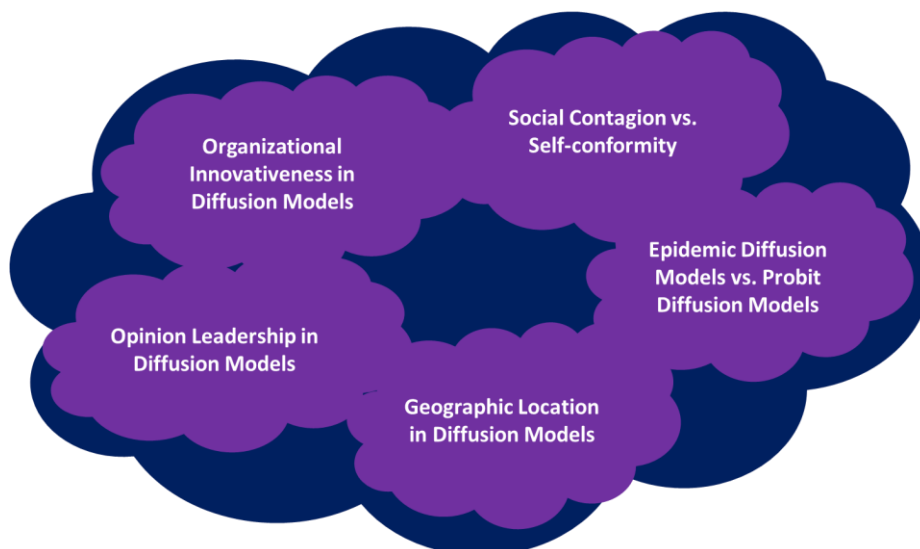 Organizational
Innovativeness in
Diffusion Models
Social Contagion vs.
Self-conformity
Epidemic Diffusion
Models vs. Probit
Diffusion Models
Opinion Leadership in
Diffusion Models
Geographic Location
in Diffusion Models